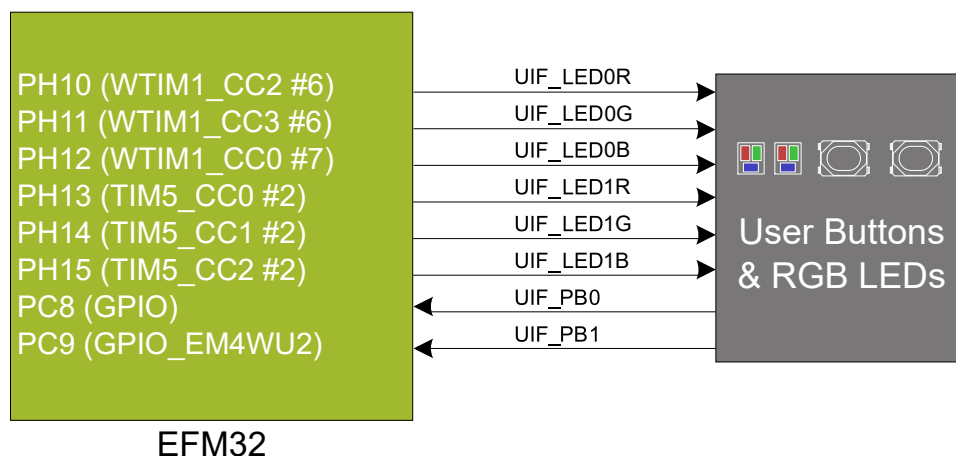 PH10 (WTIM1_CC2 #6)
PH11 (WTIM1_CC3 #6)
PH12 (WTIM1_CC0 #7)
PH13 (TIM5_CC0 #2)
PH14 (TIM5_CC1 #2)
PH15 (TIM5_CC2 #2)
PC8 (GPIO)
PC9 (GPIO_EM4WU2)
UIF_LED0R
UIF_LED0G
UIF_LED0B
UIF_LED1R
UIF_LED1G
UIF_LED1B
UIF_PB0
UIF_PB1
User Buttons
& RGB LEDs
EFM32